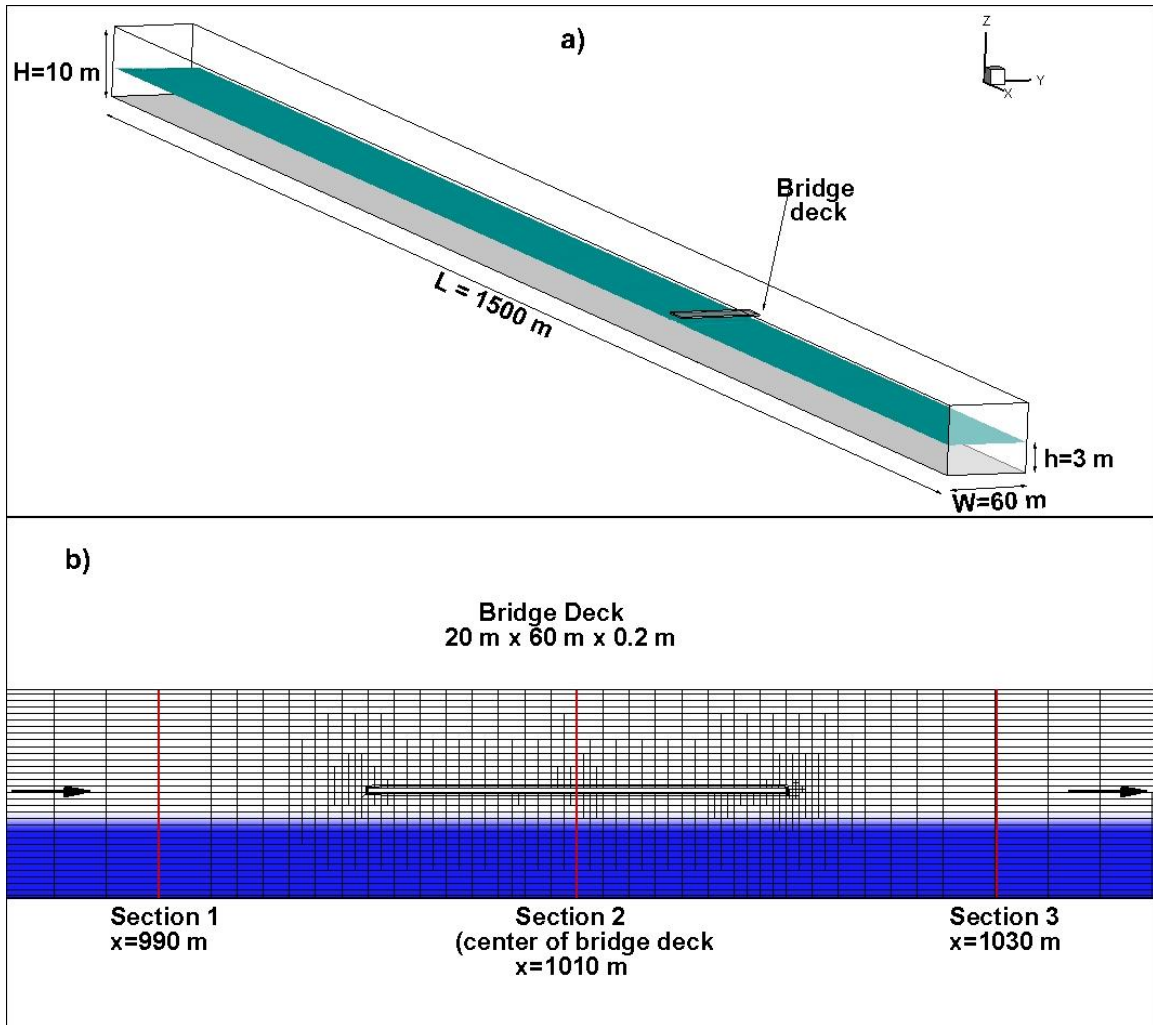 a)
Z
Y
X
H=10 m
Bridge
deck
L = 1500 m
h=3 m
W=60 m
b)
Bridge Deck
20 m x 60 m x 0.2 m
Section 1
x=990 m
Section 2
(center of bridge deck
x=1010 m
Section 3
x=1030 m